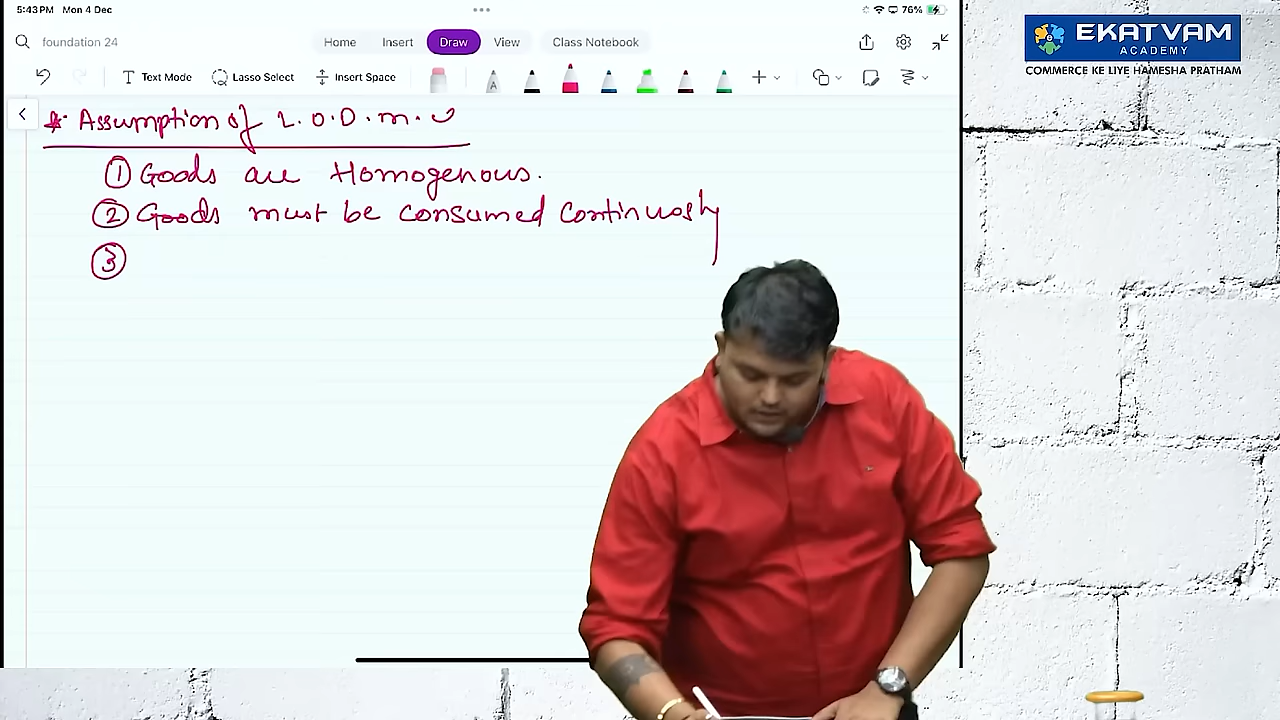 5:43 PM Mon 4 Dec
76%
foundation 24
Home Insert Draw View Class Notebook
Text Mode Lasso Select Insert Space
* Assumption of L.O.D.m.U
① Goods are Homogenous.
② Goods must be consumed continuosly
③
EKATVAM
ACADEMY
COMMERCE KE LIYE HAMESHA PRATHAM